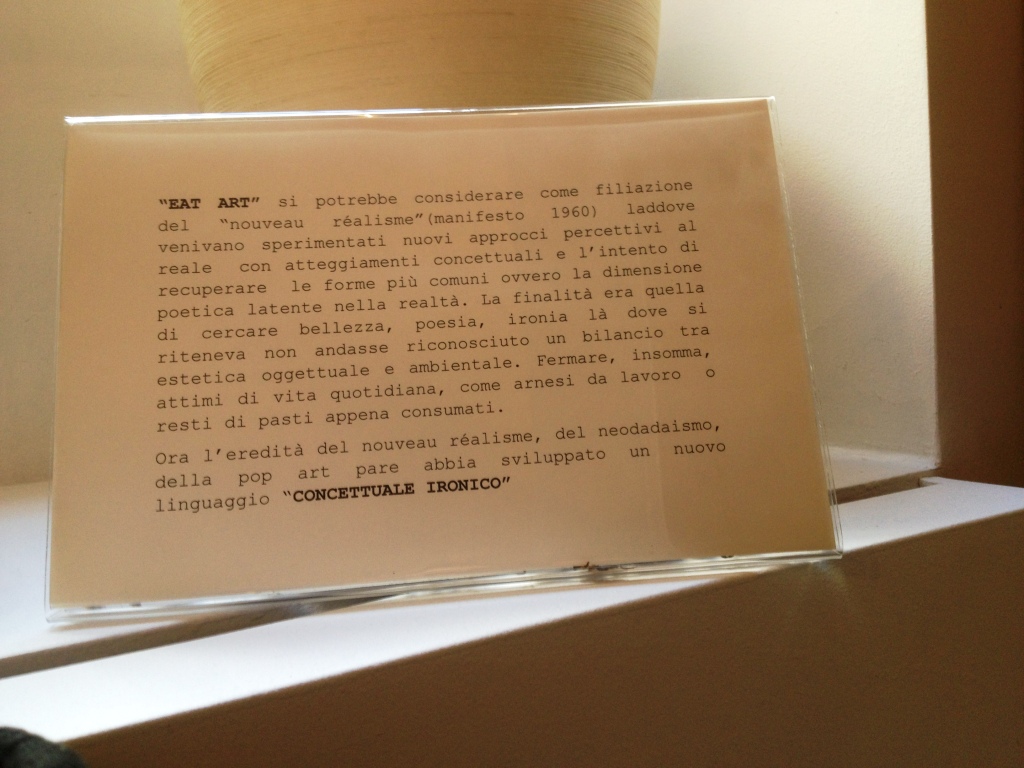 “EAT ART” si potrebbe considerare come filiazione
del “nouveau réalisme”(manifesto 1960) laddove
venivano sperimentati nuovi approcci percettivi al
reale con atteggiamenti concettuali e l’intento di
recuperare le forme più comuni ovvero la dimensione
poetica latente nella realtà. La finalità era quella
di cercare bellezza, poesia, ironia là dove si
riteneva non andasse riconosciuto un bilancio tra
estetica oggettuale e ambientale. Fermare, insomma,
attimi di vita quotidiana, come arnesi da lavoro o
resti di pasti appena consumati.
Ora l’eredità del nouveau réalisme, del neodadaismo,
della pop art pare abbia sviluppato un nuovo
linguaggio “CONCETTUALE IRONICO”